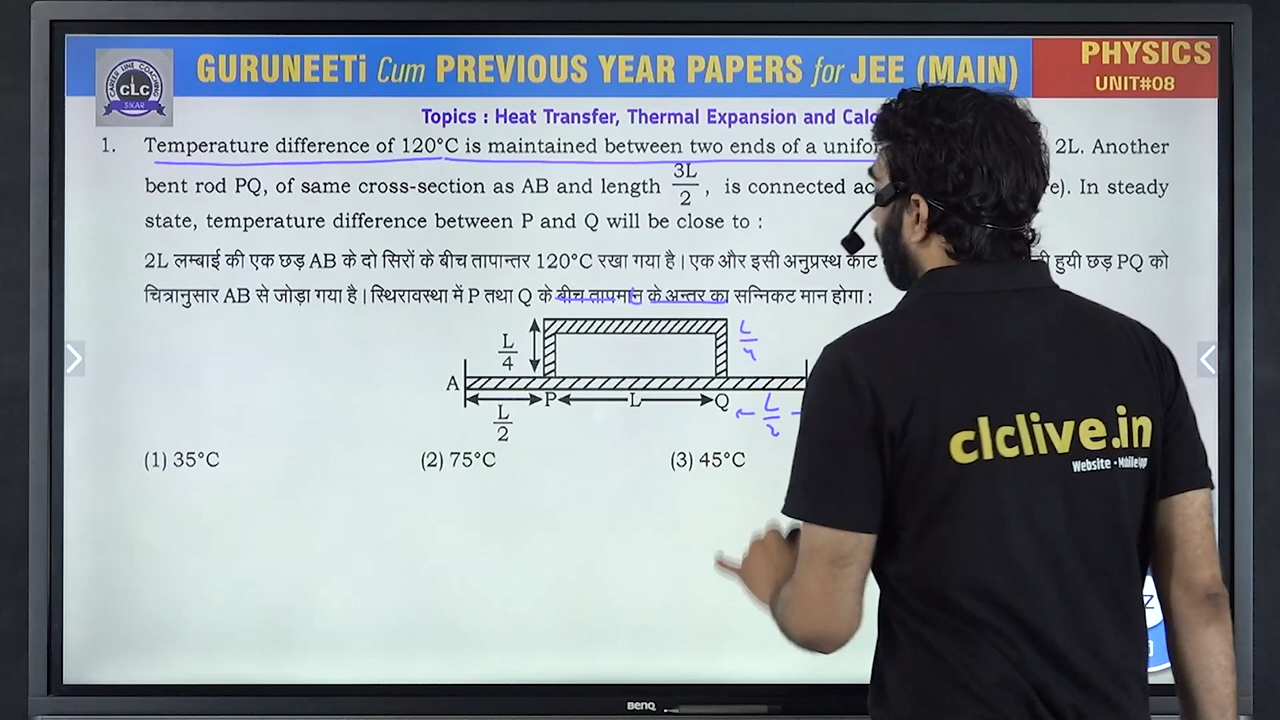 GURUNEETi Cum PREVIOUS YEAR PAPERS for JEE (MAIN)
PHYSICS
UNIT#08
CAREER LINE COACHING
CLC
SIKAR
Topics : Heat Transfer, Thermal Expansion and
1. Temperature difference of 120°C is maintained between two ends of a 2L. Another
bent rod PQ, of same cross-section as AB and length 3L/2, is connected In steady
state, temperature difference between P and Q will be close to :
2L लम्बाई की एक छड़ AB के दो सिरों के बीच तापान्तर 120°C रखा गया है। एक और इसी अनुप्रस्थ काट हुयी छड़ PQ को
चित्रानुसार AB से जोड़ा गया है। स्थिरावस्था में P तथा Q के बीच तापमान के अन्तर का सन्निकट मान होगा :
L/4
L/4
A
P L Q
L/2
L/2
(1) 35°C (2) 75°C (3) 45°C
clclive.in
Website - Mobile App
BenQ